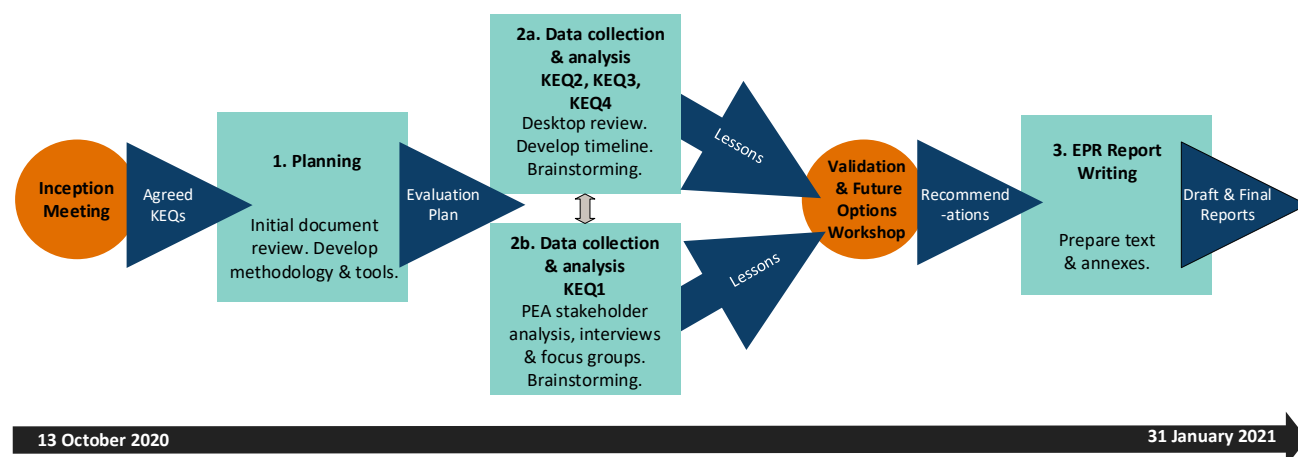 Inception
Meeting
Agreed
KEQs
1. Planning
Initial document
review. Develop
methodology & tools.
Evaluation
Plan
2a. Data collection
& analysis
KEQ2, KEQ3,
KEQ4
Desktop review.
Develop timeline.
Brainstorming.
2b. Data collection
& analysis
KEQ1
PEA stakeholder
analysis, interviews
& focus groups.
Brainstorming.
Lessons
Lessons
Validation
& Future
Options
Workshop
Recommend
-ations
3. EPR Report
Writing
Prepare text
& annexes.
Draft & Final
Reports
13 October 2020
31 January 2021